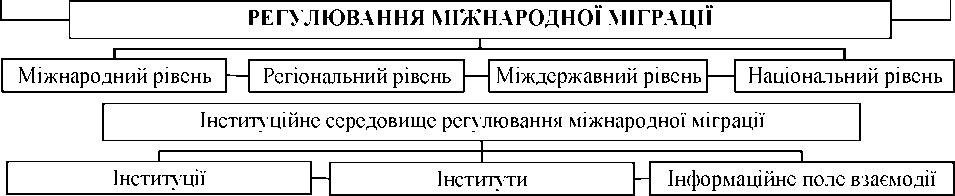 РЕГУЛЮВАННЯ МІЖНАРОДНОЇ МІГРАЦІЇ
Міжнародний рівень Регіональний рівень Міждержавний рівень Національний рівень
Інституційне середовище регулювання міжнародної міграції
Інституції Інститути Інформаційне поле взаємодії